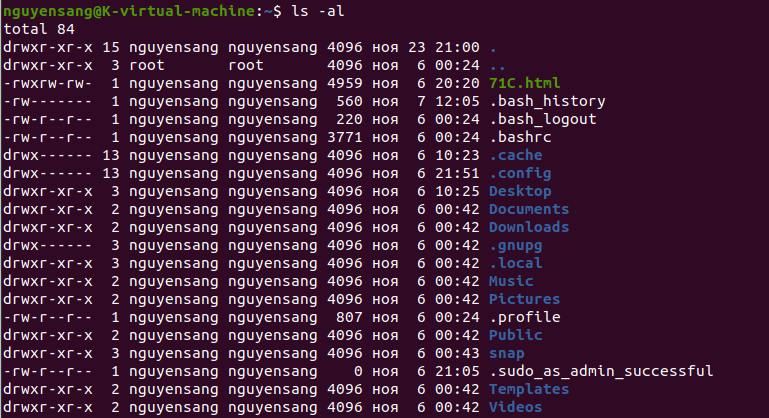 nguyensang@K-virtual-machine:~$ ls -al
total 84
drwxr-xr-x 15 nguyensang nguyensang 4096 ноя 23 21:00 .
drwxr-xr-x  3 root       root       4096 ноя  6 00:24 ..
-rwxrw-rw-  1 nguyensang nguyensang 4959 ноя  6 20:20 71C.html
-rw-------  1 nguyensang nguyensang  560 ноя  7 12:05 .bash_history
-rw-r--r--  1 nguyensang nguyensang  220 ноя  6 00:24 .bash_logout
-rw-r--r--  1 nguyensang nguyensang 3771 ноя  6 00:24 .bashrc
drwx------ 13 nguyensang nguyensang 4096 ноя  6 10:23 .cache
drwx------ 13 nguyensang nguyensang 4096 ноя  6 21:51 .config
drwxr-xr-x  3 nguyensang nguyensang 4096 ноя  6 10:25 Desktop
drwxr-xr-x  2 nguyensang nguyensang 4096 ноя  6 00:42 Documents
drwxr-xr-x  2 nguyensang nguyensang 4096 ноя  6 00:42 Downloads
drwx------  3 nguyensang nguyensang 4096 ноя  6 00:42 .gnupg
drwxr-xr-x  3 nguyensang nguyensang 4096 ноя  6 00:42 .local
drwxr-xr-x  2 nguyensang nguyensang 4096 ноя  6 00:42 Music
drwxr-xr-x  2 nguyensang nguyensang 4096 ноя  6 00:42 Pictures
-rw-r--r--  1 nguyensang nguyensang  807 ноя  6 00:24 .profile
drwxr-xr-x  2 nguyensang nguyensang 4096 ноя  6 00:42 Public
drwxr-xr-x  3 nguyensang nguyensang 4096 ноя  6 00:43 snap
-rw-r--r--  1 nguyensang nguyensang    0 ноя  6 21:05 .sudo_as_admin_successful
drwxr-xr-x  2 nguyensang nguyensang 4096 ноя  6 00:42 Templates
drwxr-xr-x  2 nguyensang nguyensang 4096 ноя  6 00:42 Videos